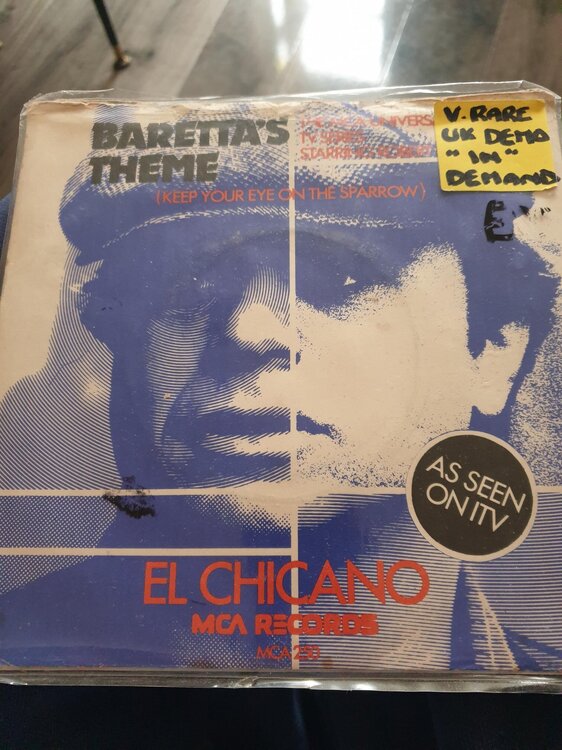 BARETTA'S
THEME
(KEEP YOUR EYE ON THE SPARROW)
TV SERIES
STARRING
V. RARE
UK DEMO
"IN"
DEMAND
E
AS SEEN
ON ITV
EL CHICANO
MCA RECORDS